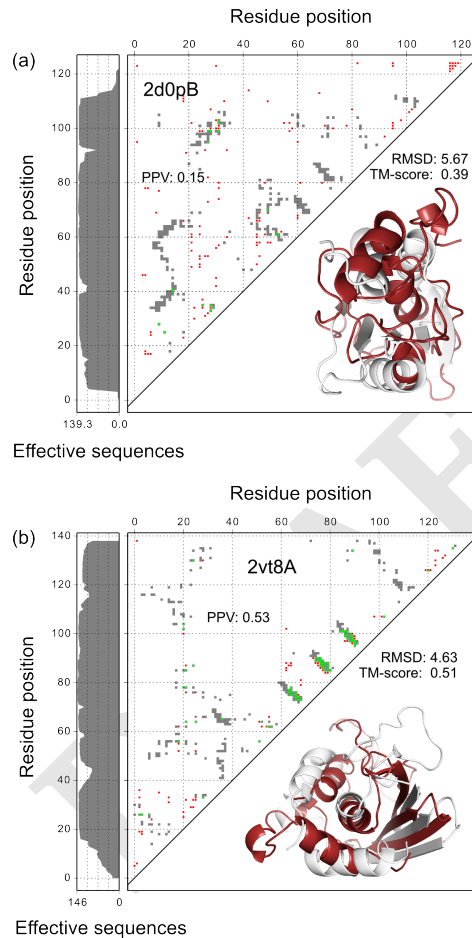 Residue position
(a)
0 20 40 60 80 100 120
120
100
80
60
40
20
0
2d0pB
PPV: 0.15
RMSD: 5.67
TM-score: 0.39
Residue position
139.3 0.0
Effective sequences
Residue position
(b)
0 20 40 60 80 100 120
140
120
100
80
60
40
20
0
2vt8A
PPV: 0.53
RMSD: 4.63
TM-score: 0.51
Residue position
146 0
Effective sequences